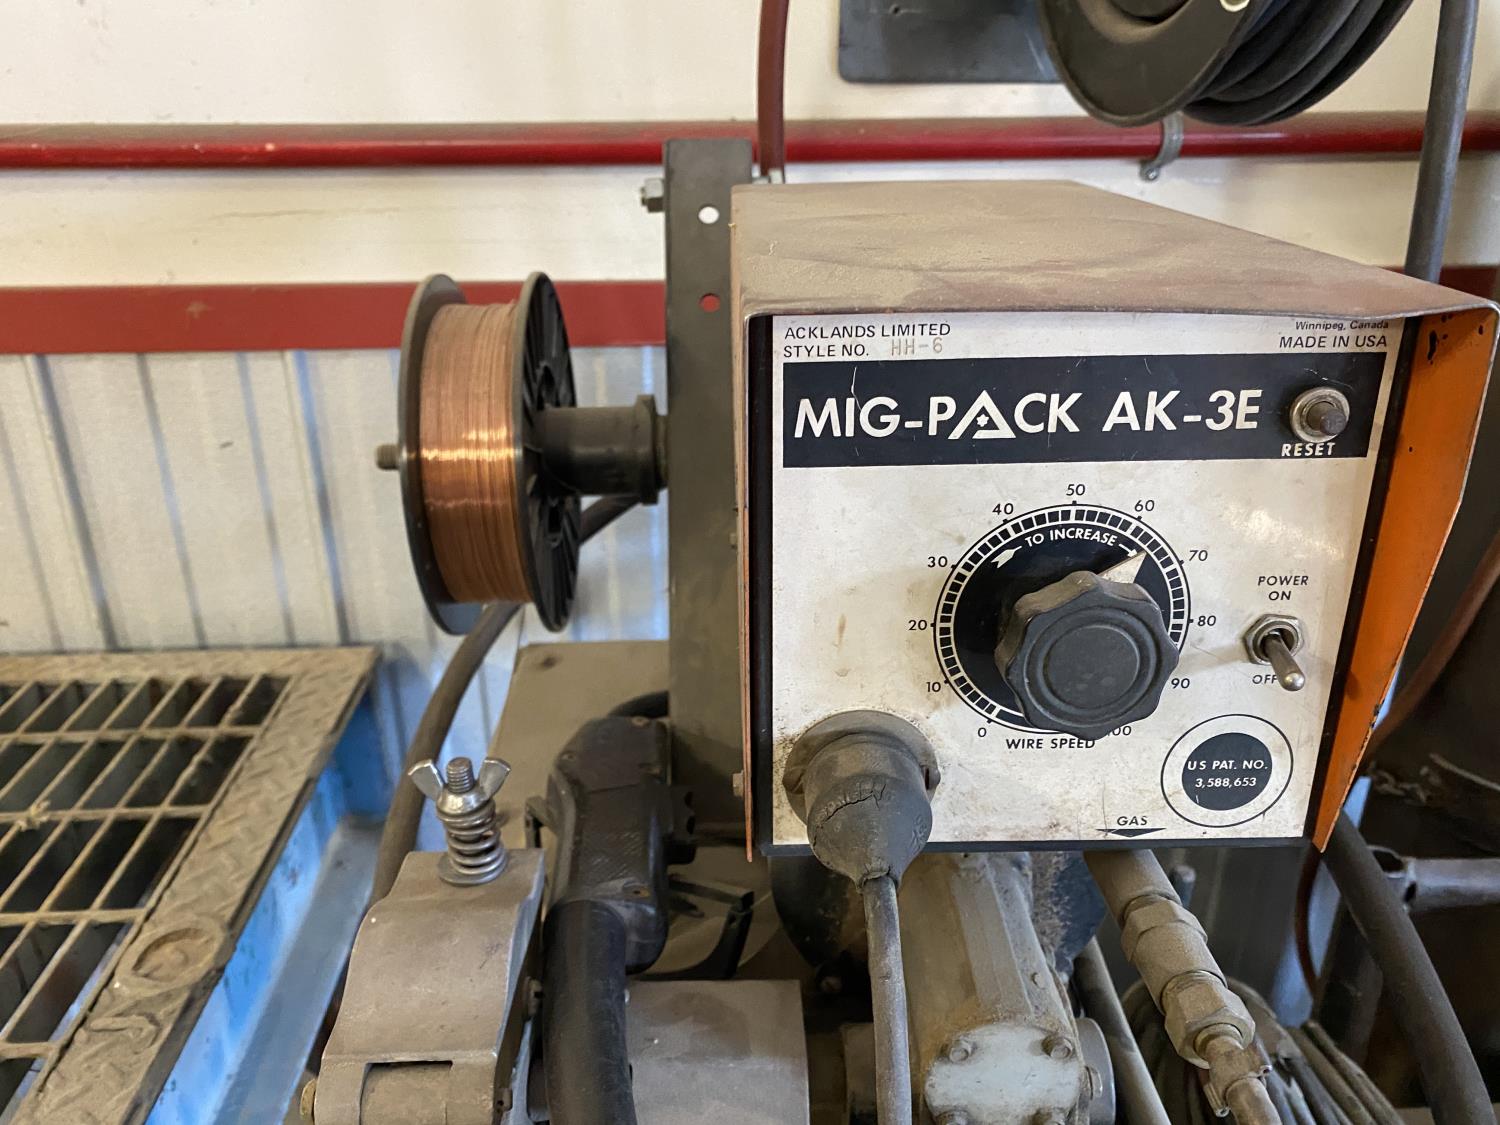 ACKLANDS LIMITED
STYLE NO. HH-6
Winnipeg, Canada
MADE IN USA
MIG-PACK AK-3E
RESET
0 10 20 30 40 50 60 70 80 90
TO INCREASE
WIRE SPEED
POWER
ON
OFF
US PAT. NO.
3,588,653
GAS